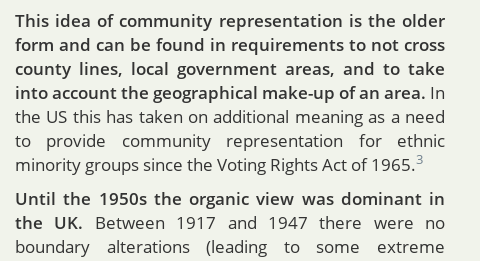 This idea of community representation is the older
form and can be found in requirements to not cross
county lines, local government areas, and to take
into account the geographical make-up of an area. In
the US this has taken on additional meaning as a need
to provide community representation for ethnic
minority groups since the Voting Rights Act of 1965.3
Until the 1950s the organic view was dominant in
the UK. Between 1917 and 1947 there were no
boundary alterations (leading to some extreme